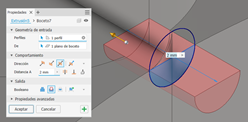 Propiedades
Extrusión1 > Boceto7
Geometría de entrada
Perfiles 1 perfil
De 1 plano de boceto
Comportamiento
Dirección
Distancia A 2 mm
Salida
Booleano
Propiedades avanzadas
Aceptar Cancelar
2 mm